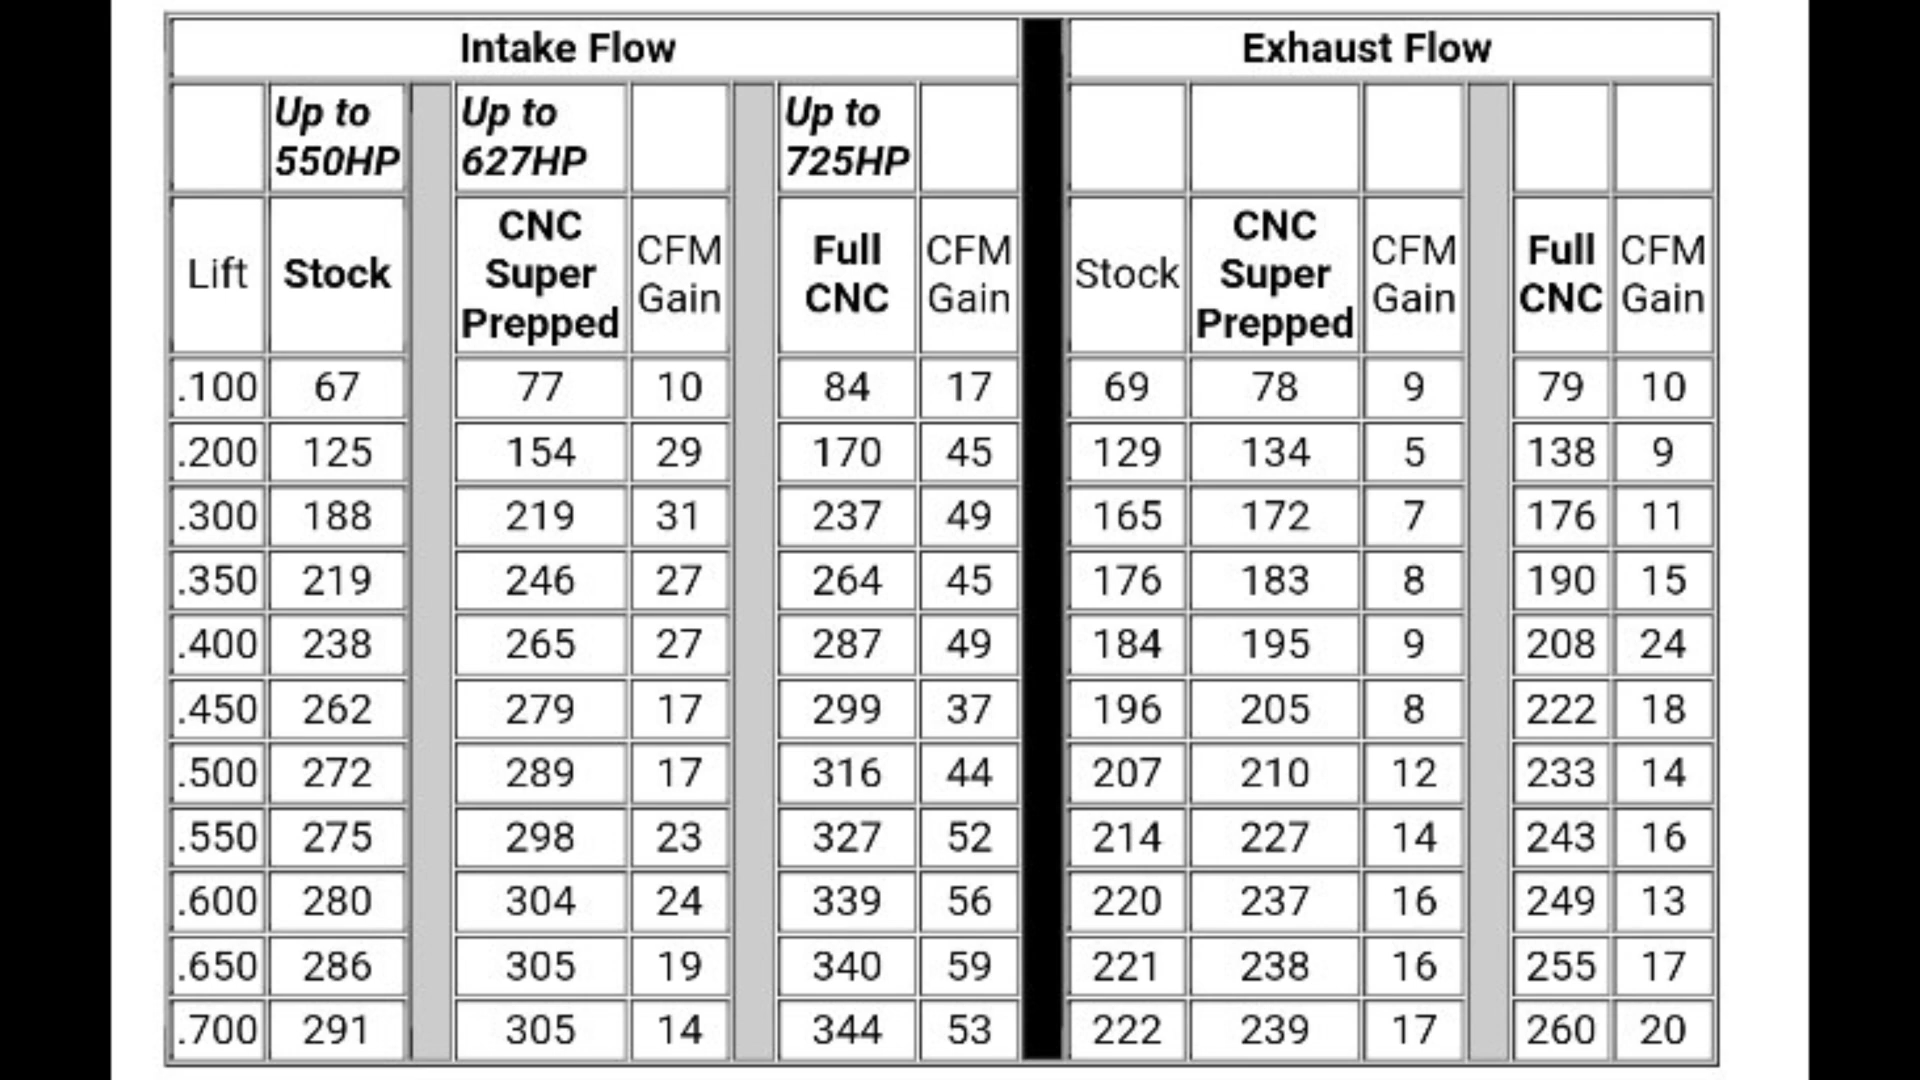 Intake Flow Exhaust Flow
Up to 550HP Up to 627HP Up to 725HP
Lift Stock CNC Super Prepped CFM Gain Full CNC CFM Gain Stock CNC Super Prepped CFM Gain Full CNC CFM Gain
.100 67 77 10 84 17 69 78 9 79 10
.200 125 154 29 170 45 129 134 5 138 9
.300 188 219 31 237 49 165 172 7 176 11
.350 219 246 27 264 45 176 183 8 190 15
.400 238 265 27 287 49 184 195 9 208 24
.450 262 279 17 299 37 196 205 8 222 18
.500 272 289 17 316 44 207 210 12 233 14
.550 275 298 23 327 52 214 227 14 243 16
.600 280 304 24 339 56 220 237 16 249 13
.650 286 305 19 340 59 221 238 16 255 17
.700 291 305 14 344 53 222 239 17 260 20